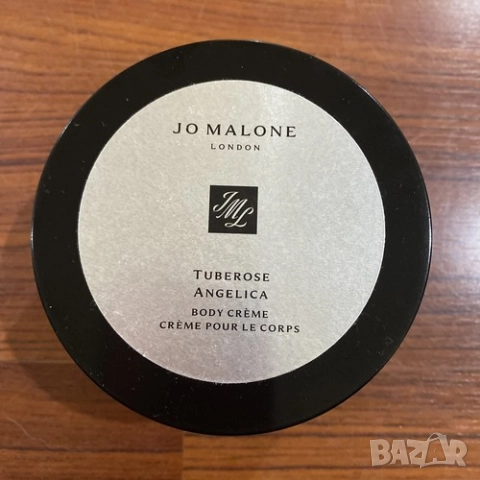 JO MALONE
LONDON
JML
TUBEROSE
ANGELICA
BODY CRÈME
CRÈME POUR LE CORPS
BAZAR